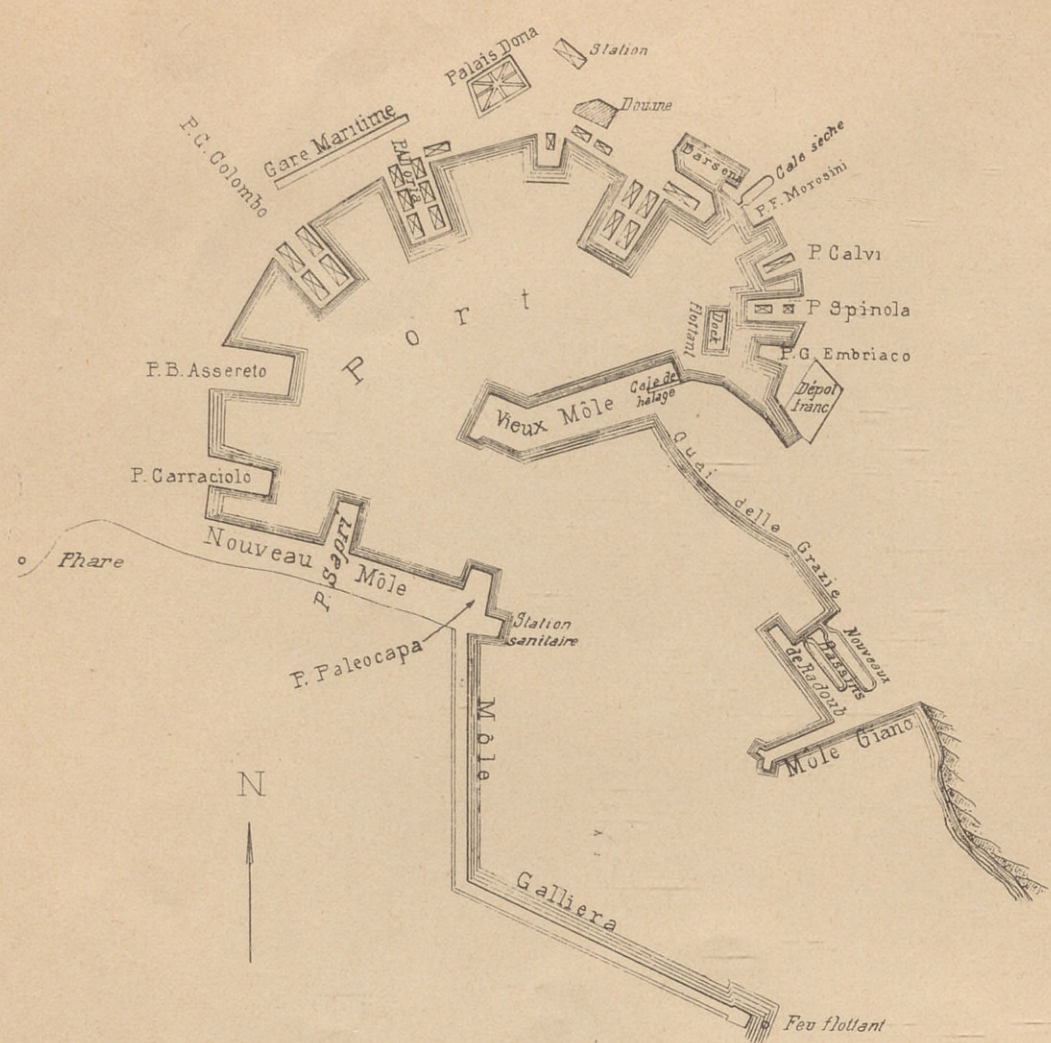 Station
Palais Dona
Douane
Gare Maritime
P.G. Colombo
Darsena
Cale sèche
P.F. Morosini
P. Calvi
P Spinola
P.G. Embriaco
Dock
flottant
Dépot
franc
Port
P.B. Assereto
Cale de
halage
Vieux Môle
P. Carraciolo
Quai delle Grazie
Nouveau Môle
P. Sapri
Phare
Station
sanitaire
P. Paleocapa
Nouveaux
Bassins
de Radoub
Môle Giano
Môle Galliera
N
Feu flottant